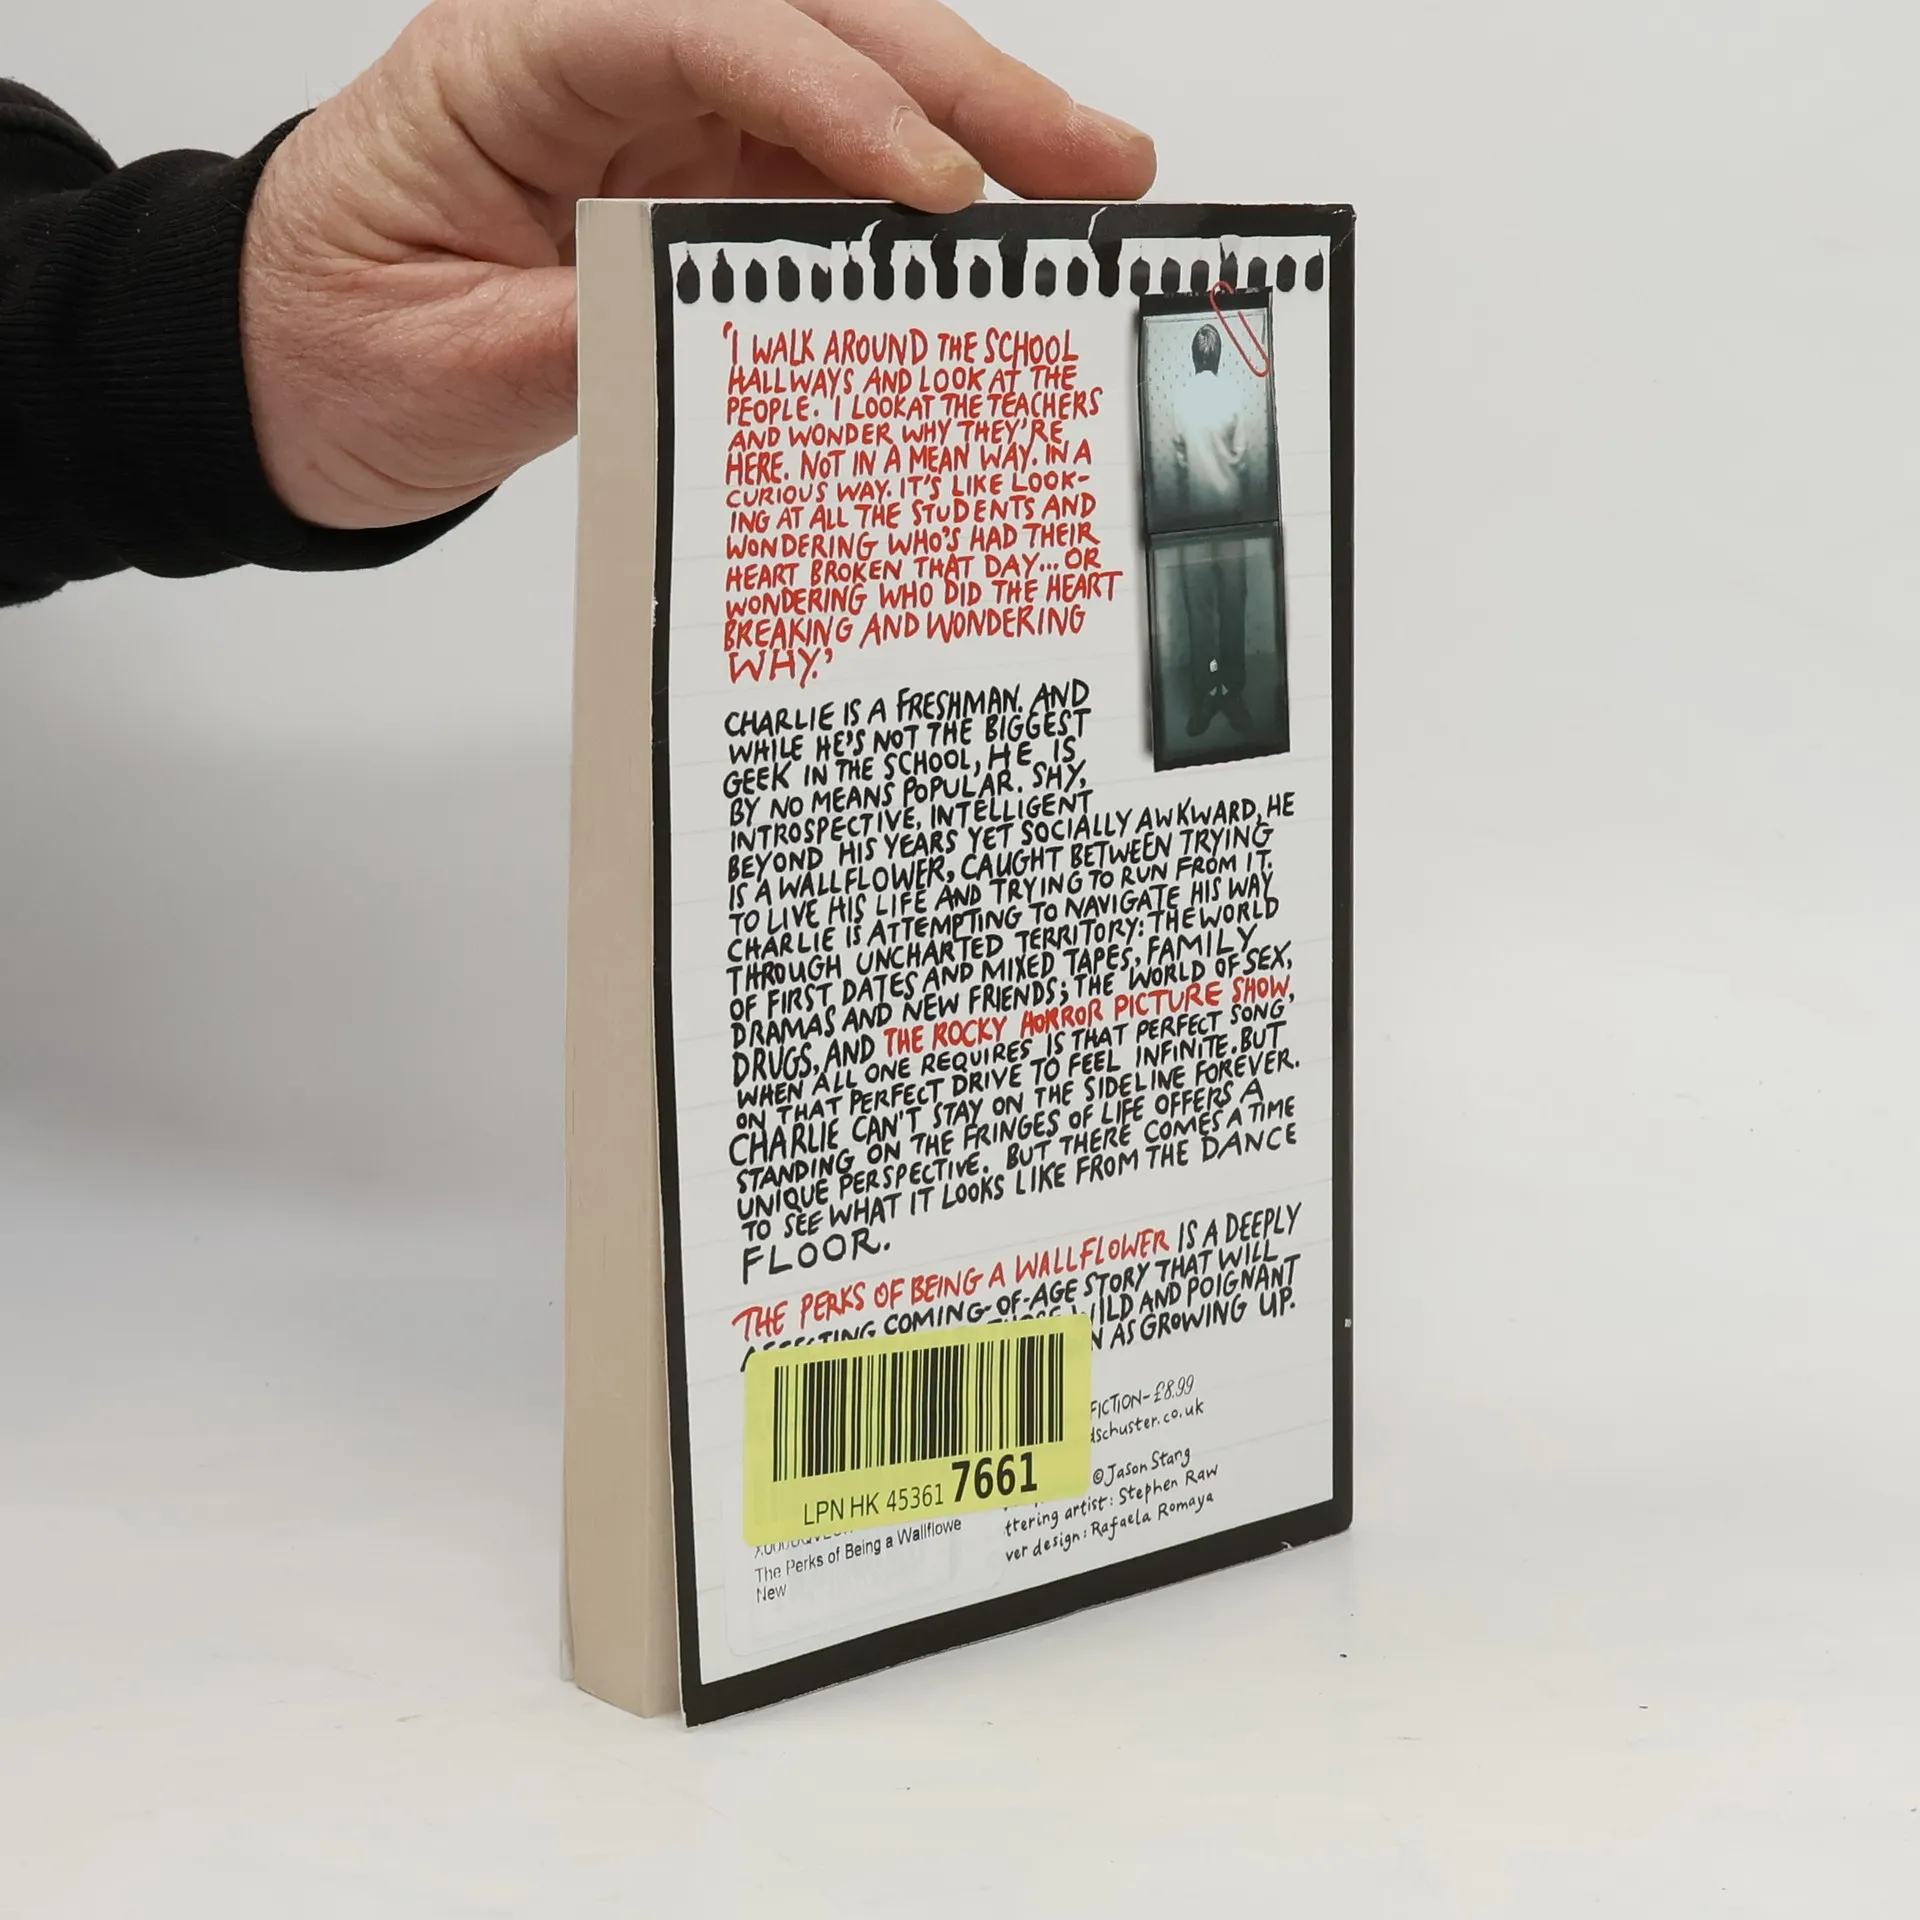 'I WALK AROUND THE SCHOOL
HALLWAYS AND LOOK AT THE
PEOPLE. I LOOK AT THE TEACHERS
AND WONDER WHY THEY'RE
HERE. NOT IN A MEAN WAY. IN A
CURIOUS WAY. IT'S LIKE LOOK-
ING AT ALL THE STUDENTS AND
WONDERING WHO'S HAD THEIR
HEART BROKEN THAT DAY... OR
WONDERING WHO DID THE HEART
BREAKING AND WONDERING
WHY.'
CHARLIE IS A FRESHMAN. AND
WHILE HE'S NOT THE BIGGEST
GEEK IN THE SCHOOL, HE IS
BY NO MEANS POPULAR. SHY,
INTROSPECTIVE, INTELLIGENT
BEYOND HIS YEARS YET SOCIALLY AWKWARD, HE
IS A WALLFLOWER, CAUGHT BETWEEN TRYING
TO LIVE HIS LIFE AND TRYING TO RUN FROM IT.
CHARLIE IS ATTEMPTING TO NAVIGATE HIS WAY
THROUGH UNCHARTED TERRITORY: THE WORLD
OF FIRST DATES AND MIXED TAPES, FAMILY
DRAMAS AND NEW FRIENDS; THE WORLD OF SEX,
DRUGS, AND THE ROCKY HORROR PICTURE SHOW,
WHEN ALL ONE REQUIRES IS THAT PERFECT SONG
ON THAT PERFECT DRIVE TO FEEL INFINITE. BUT
CHARLIE CAN'T STAY ON THE SIDELINE FOREVER.
STANDING ON THE FRINGES OF LIFE OFFERS A
UNIQUE PERSPECTIVE. BUT THERE COMES A TIME
TO SEE WHAT IT LOOKS LIKE FROM THE DANCE
FLOOR.
THE PERKS OF BEING A WALLFLOWER IS A DEEPLY
AFFECTING COMING-OF-AGE STORY THAT WILL
WILD AND POIGNANT
AS GROWING UP.
FICTION-£8.99
dschuster.co.uk
©Jason Stang
ttering artist: Stephen Raw
ver design: Rafaela Romaya
LPN HK 45361 7661
The Perks of Being a Wallflowe
New